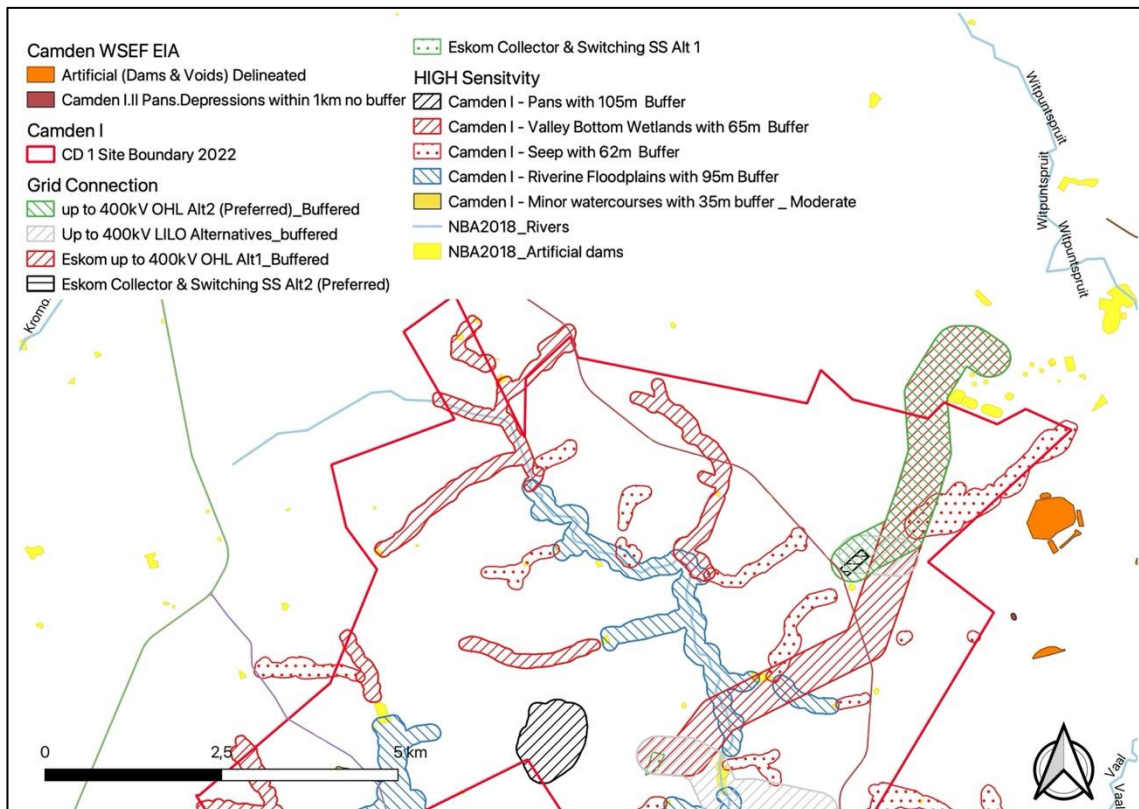 Camden WSEF EIA
Artificial (Dams & Voids) Delineated
Camden I.II Pans.Depressions within 1km no buffer
Camden I
CD 1 Site Boundary 2022
Grid Connection
up to 400kV OHL Alt2 (Preferred)_Buffered
Up to 400kV LILO Alternatives_buffered
Eskom up to 400kV OHL Alt1_Buffered
Eskom Collector & Switching SS Alt2 (Preferred)
Eskom Collector & Switching SS Alt 1
HIGH Sensitvity
Camden I - Pans with 105m Buffer
Camden I - Valley Bottom Wetlands with 65m Buffer
Camden I - Seep with 62m Buffer
Camden I - Riverine Floodplains with 95m Buffer
Camden I - Minor watercourses with 35m buffer _ Moderate
NBA2018_Rivers
NBA2018_Artificial dams
Witpuntspruit
Witpuntspruit
Witpuntspruit
0
2,5
5 km
Vaal
Vaal